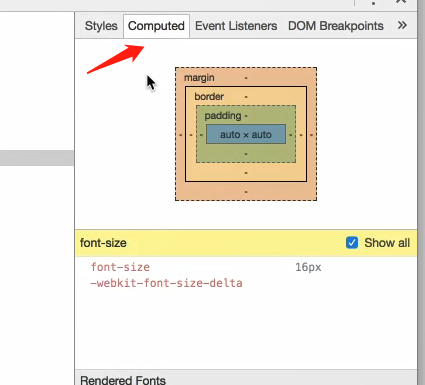 Styles Computed Event Listeners DOM Breakpoints »
margin -
border -
padding -
- - - auto × auto - - -
-
-
-
font-size Show all
font-size 16px
-webkit-font-size-delta
Rendered Fonts